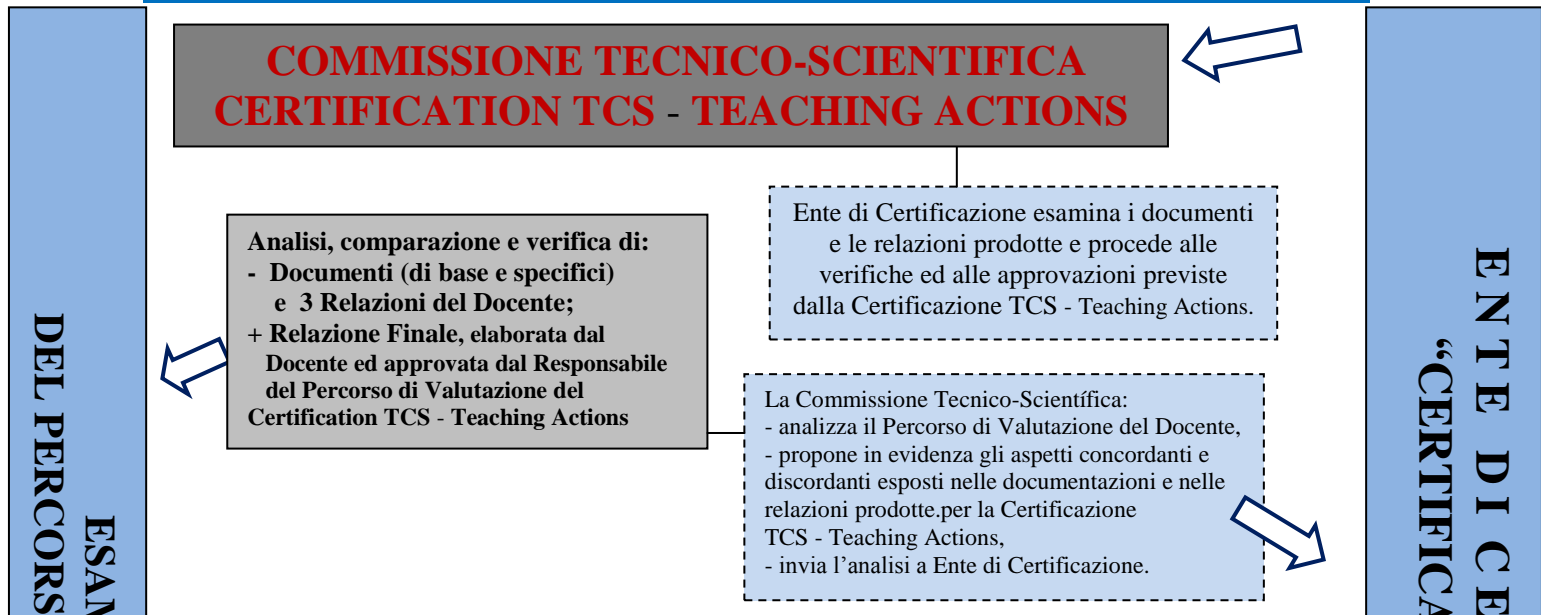 COMMISSIONE TECNICO-SCIENTIFICA
CERTIFICATION TCS - TEACHING ACTIONS
Ente di Certificazione esamina i documenti
e le relazioni prodotte e procede alle
verifiche ed alle approvazioni previste
dalla Certificazione TCS - Teaching Actions.
Analisi, comparazione e verifica di:
- Documenti (di base e specifici)
e 3 Relazioni del Docente;
+ Relazione Finale, elaborata dal
Docente ed approvata dal Responsabile
del Percorso di Valutazione del
Certification TCS - Teaching Actions
La Commissione Tecnico-Scientífica:
- analizza il Percorso di Valutazione del Docente,
- propone in evidenza gli aspetti concordanti e
discordanti esposti nelle documentazioni e nelle
relazioni prodotte.per la Certificazione
TCS - Teaching Actions,
- invia l’analisi a Ente di Certificazione.
ESAM
DEL PERCORS
ENTE DI CE
“CERTIFICA